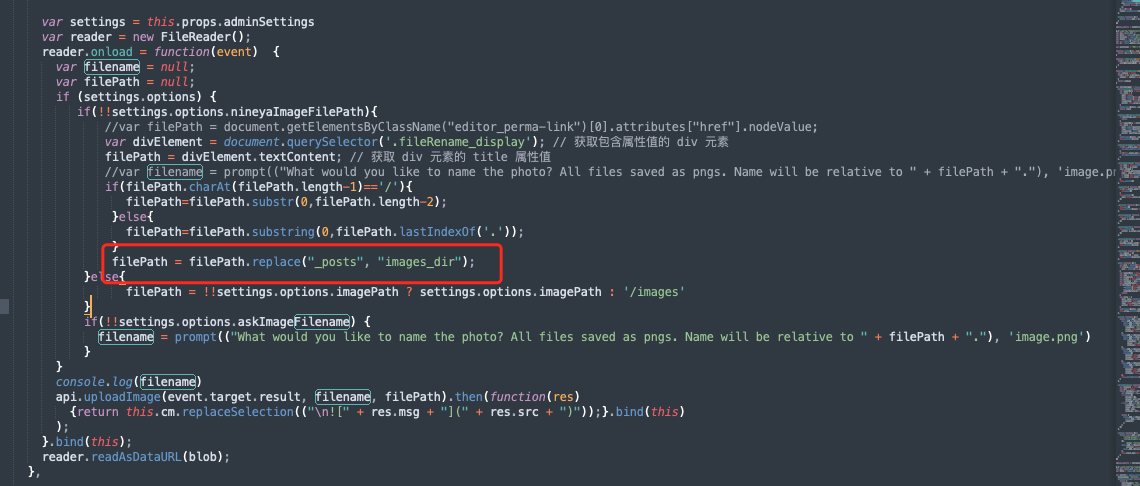 var settings = this.props.adminSettings
var reader = new FileReader();
reader.onload = function(event)  {
var filename = null;
var filePath = null;
if (settings.options) {
if(!!settings.options.nineyaImageFilePath){
//var filePath = document.getElementsByClassName("editor_perma-link")[0].attributes["href"].nodeValue;
var divElement = document.querySelector('.fileRename_display'); // 获取包含属性值的 div 元素
filePath = divElement.textContent; // 获取 div 元素的 title 属性值
//var filename = prompt(("What would you like to name the photo? All files saved as pngs. Name will be relative to " + filePath + "."), 'image.pn
if(filePath.charAt(filePath.length-1)=='/'){
filePath=filePath.substr(0,filePath.length-2);
}else{
filePath=filePath.substring(0,filePath.lastIndexOf('.'));
}
filePath = filePath.replace("_posts", "images_dir");
}else{
filePath = !!settings.options.imagePath ? settings.options.imagePath : '/images'
}
if(!!settings.options.askImageFilename) {
filename = prompt(("What would you like to name the photo? All files saved as pngs. Name will be relative to " + filePath + "."), 'image.png')
}
}
console.log(filename)
api.uploadImage(event.target.result, filename, filePath).then(function(res)
{return this.cm.replaceSelection(("\n![" + res.msg + "](" + res.src + ")"));}.bind(this)
);
}.bind(this);
reader.readAsDataURL(blob);
},